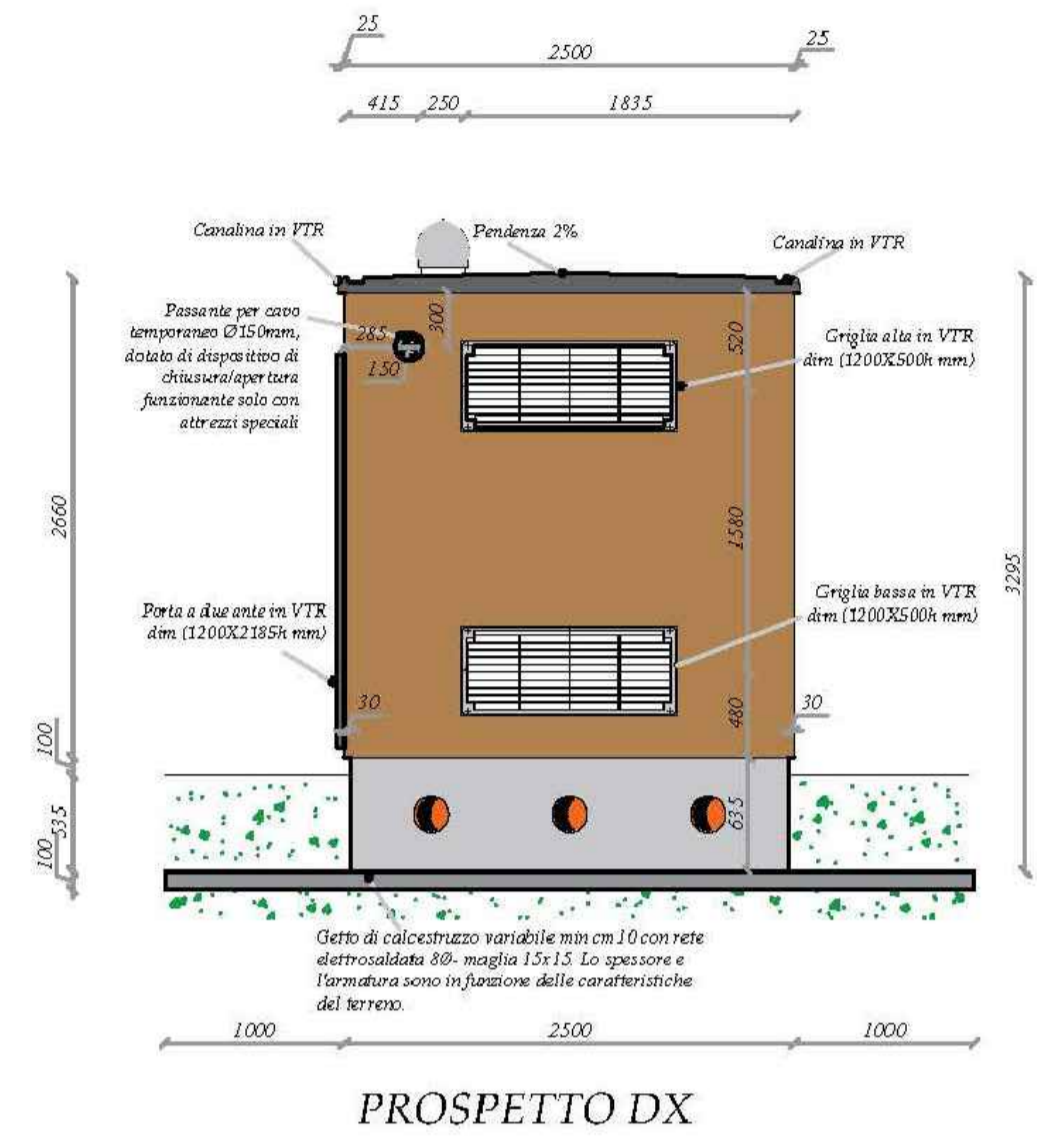 25
2500
25
415
250
1835
Canalina in VTR
Pendenza 2%
Canalina in VTR
Passante per cavo
temporaneo Ø150mm,
dotato di dispositivo di
chiusura/apertura
funzionante solo con
attrezzi speciali
285
150
300
520
Griglia alta in VTR
dim (1200X500h mm)
2660
1580
3295
Porta a due ante in VTR
dim (1200X2185h mm)
Griglia bassa in VTR
dim (1200X500h mm)
30
480
30
100
535
100
635
Getto di calcestruzzo variabile min cm 10 con rete
elettrosaldata 8Ø- maglia 15x15. Lo spessore e
l'armatura sono in funzione delle caratteristiche
del terreno.
1000
2500
1000
PROSPETTO DX